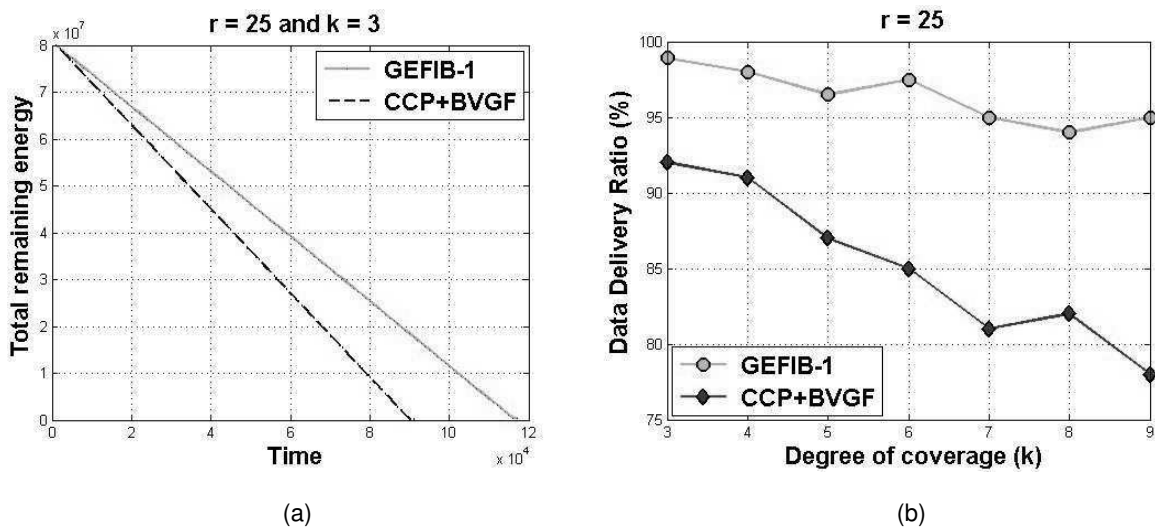 r = 25 and k = 3
x 10^7
8
7
6
5
4
3
2
1
0
Total remaining energy
GEFIB-1
CCP+BVGF
0 2 4 6 8 10 12
x 10^4
Time
(a)
r = 25
100
95
90
85
80
75
Data Delivery Ratio (%)
GEFIB-1
CCP+BVGF
3 4 5 6 7 8 9
Degree of coverage (k)
(b)